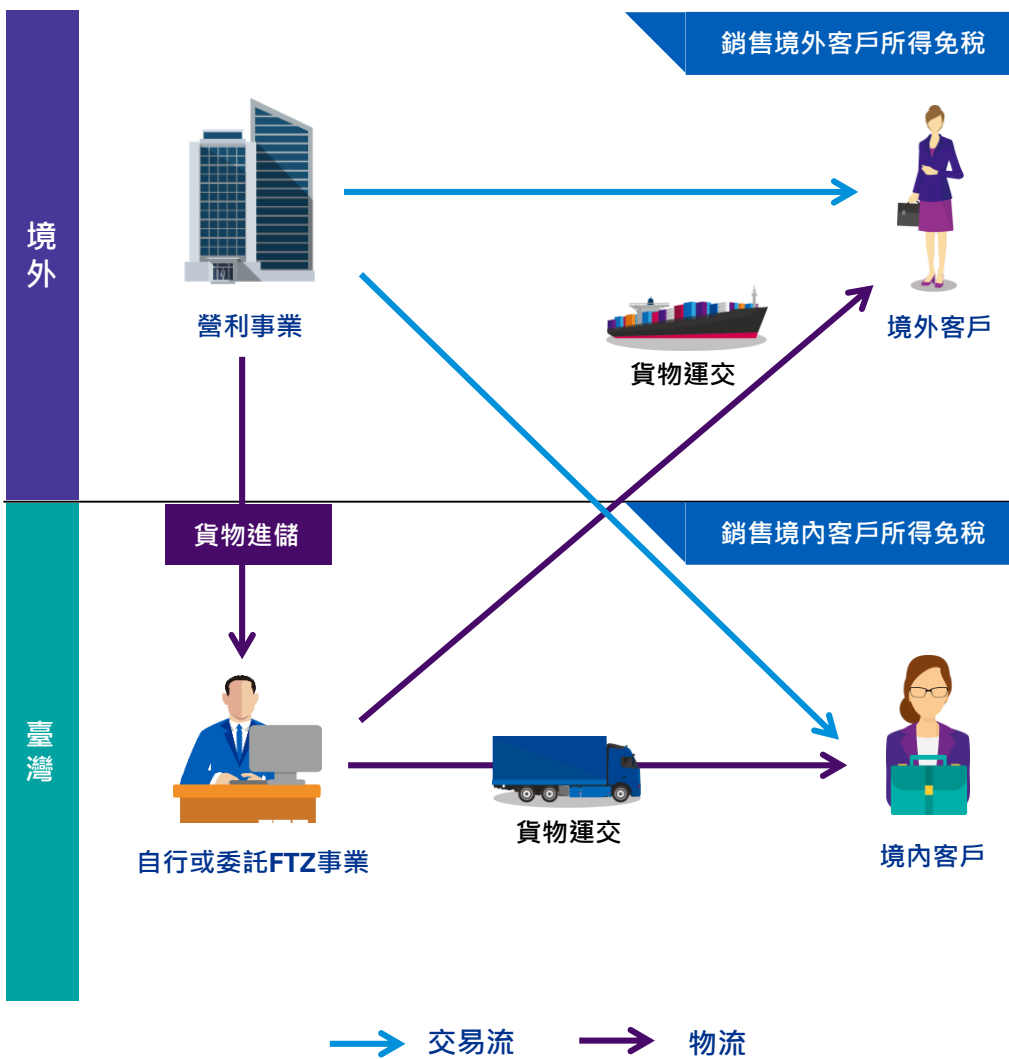 銷售境外客戶所得免稅
境外
營利事業
境外客戶
貨物運交
貨物進儲
銷售境內客戶所得免稅
臺灣
貨物運交
自行或委託FTZ事業
境內客戶
交易流
物流